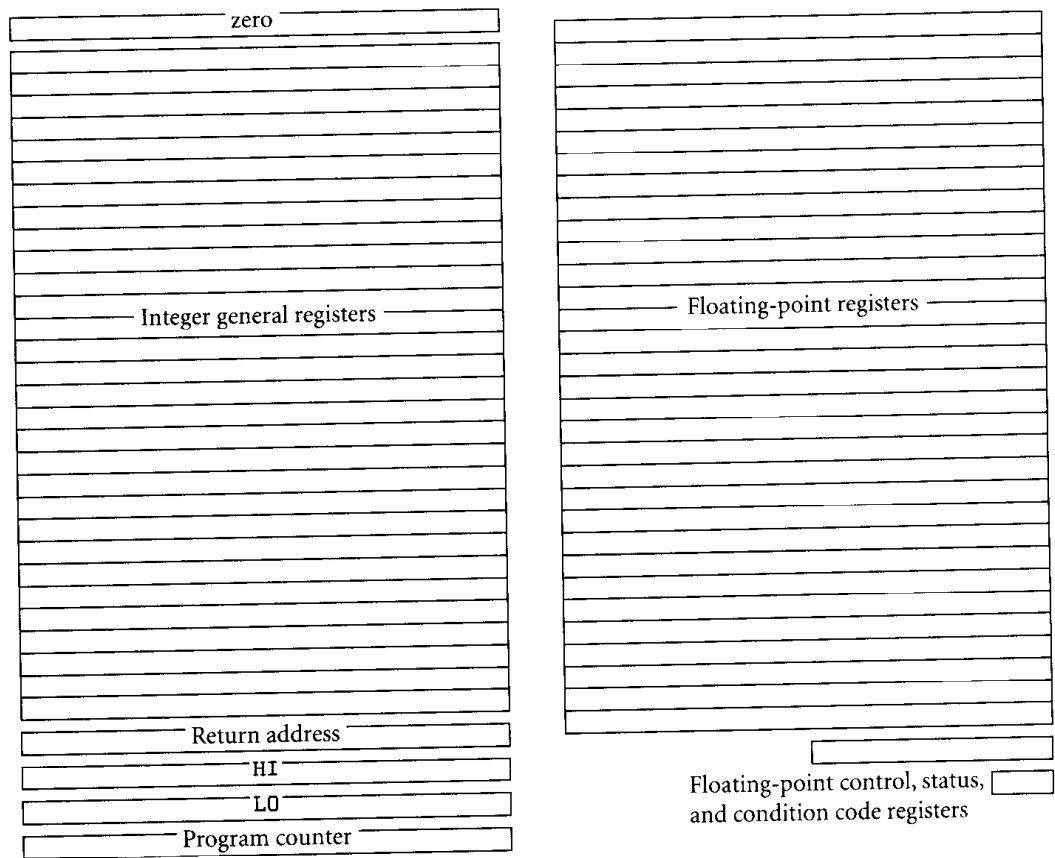 zero
Integer general registers
Return address
HI
LO
Program counter
Floating-point registers
Floating-point control, status,
and condition code registers